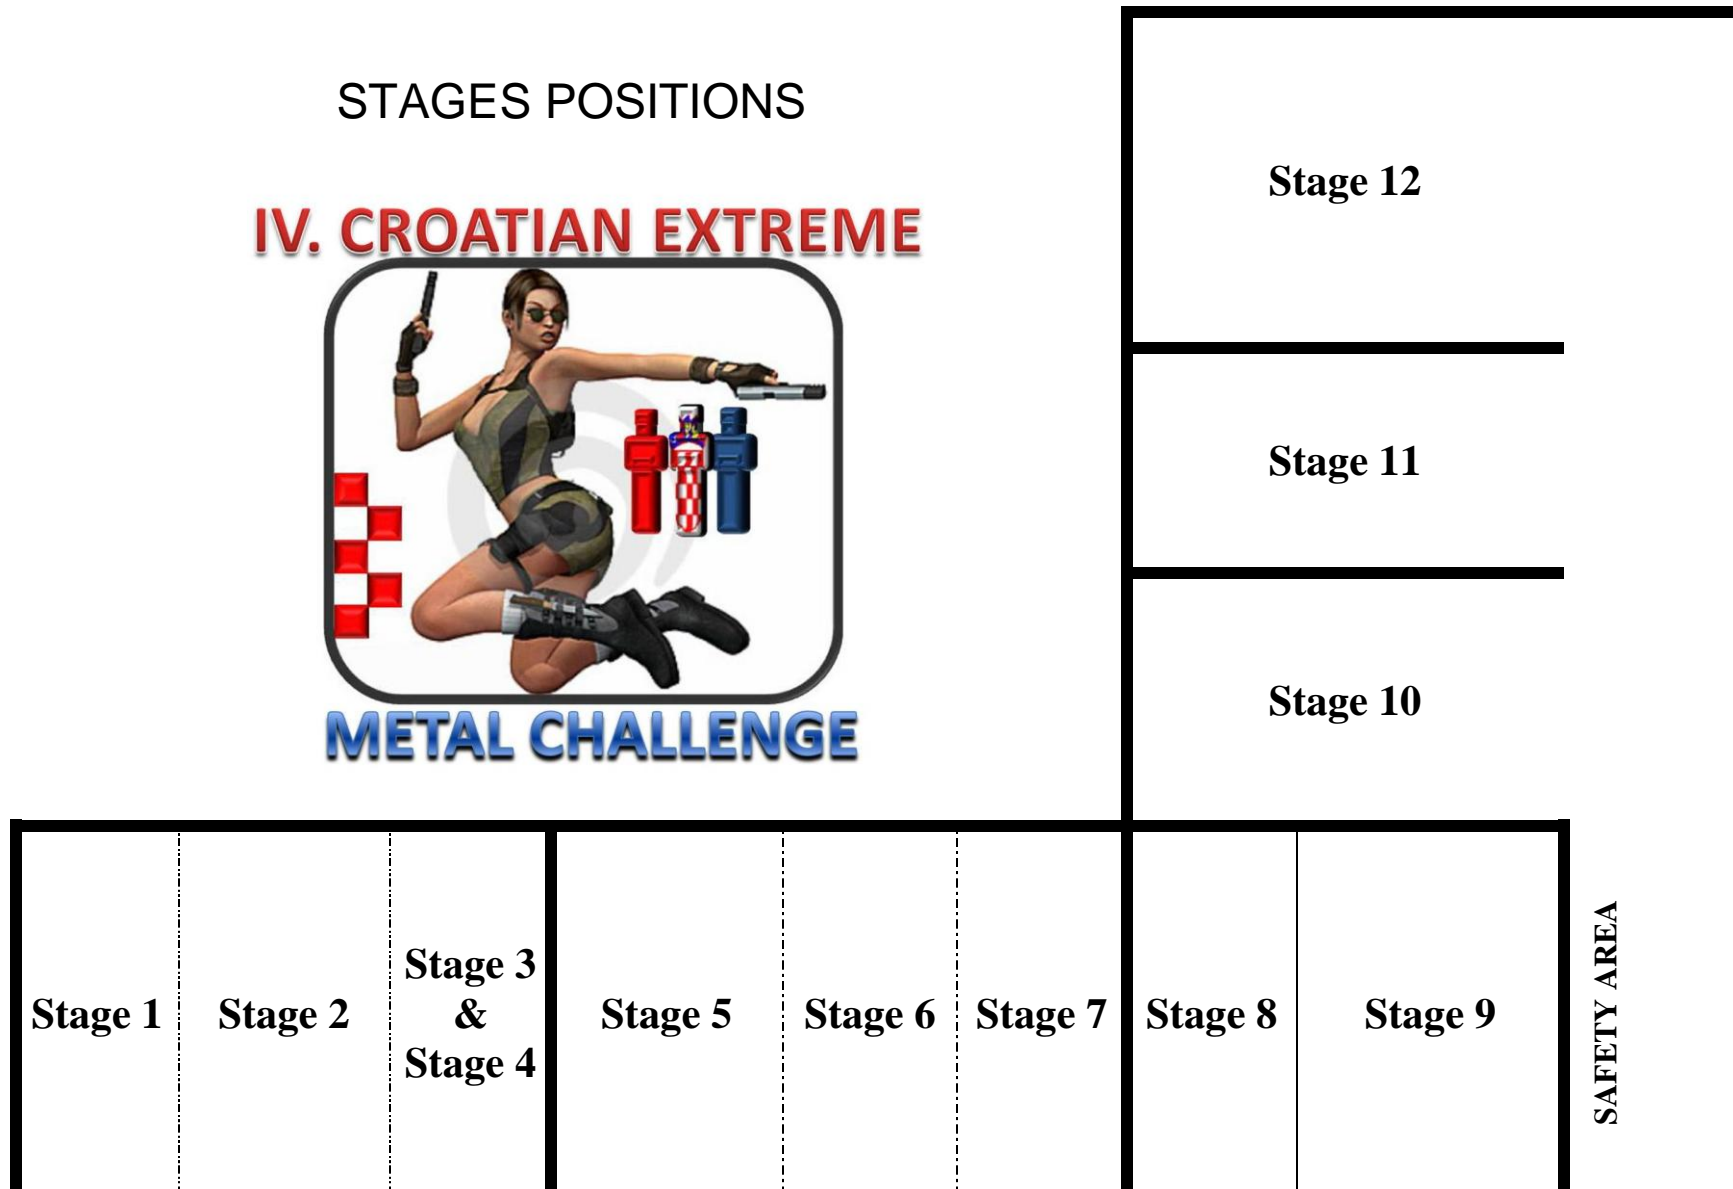 STAGES POSITIONS
IV. CROATIAN EXTREME
METAL CHALLENGE
Stage 12
Stage 11
Stage 10
Stage 1
Stage 2
Stage 3
&
Stage 4
Stage 5
Stage 6
Stage 7
Stage 8
Stage 9
SAFETY AREA